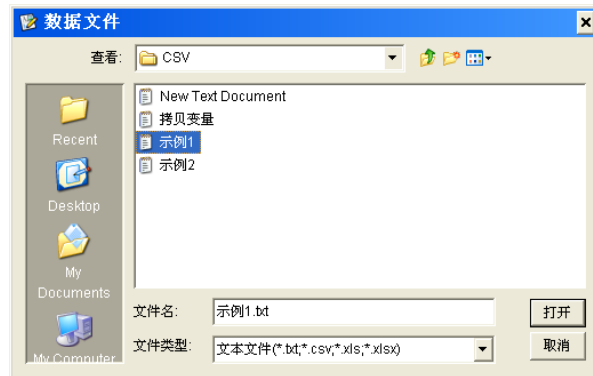 数据文件
查看: CSV
Recent
Desktop
My
Documents
My Computer
New Text Document
拷贝变量
示例1
示例2
文件名: 示例1.txt 打开
文件类型: 文本文件(*.txt;*.csv;*.xls;*.xlsx) 取消